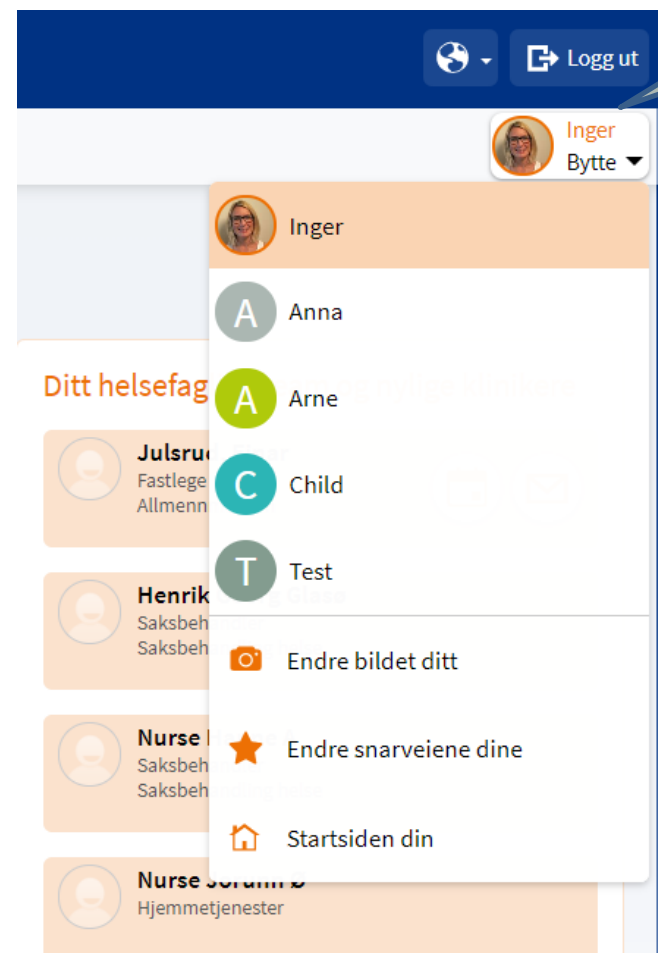 Logg ut
Inger
Bytte
Inger
A Anna
Ditt helsefag
A Arne
Julsru
Fastlege
Allmenn
C Child
T Test
Henrik
Saksbeh
Saksbeh
Endre bildet ditt
Nurse
Saksbeh
Saksbeh
Endre snarveiene dine
Startsiden din
Nurse Jorunn Ø
Hjemmetjenester